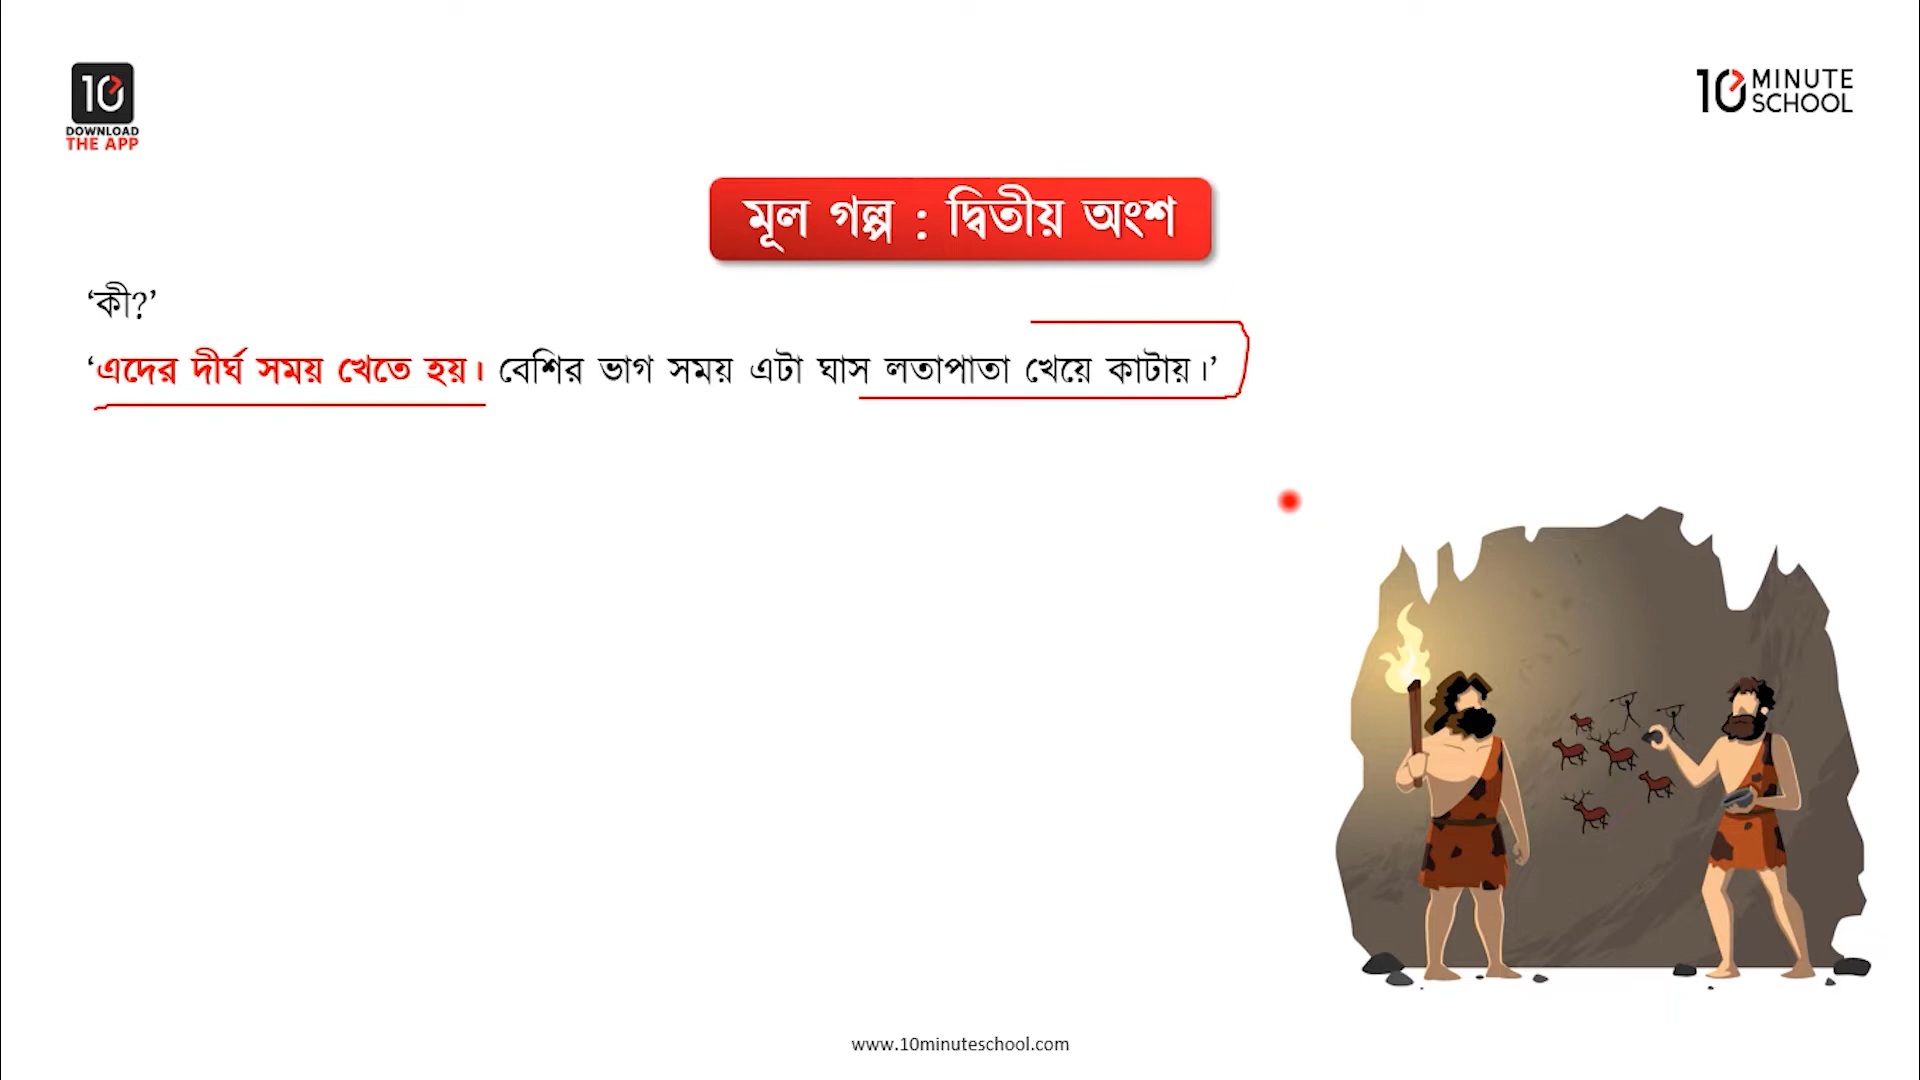 10
DOWNLOAD
THE APP
10 MINUTE
SCHOOL
মূল গল্প : দ্বিতীয় অংশ
‘কী?’
‘এদের দীর্ঘ সময় খেতে হয়। বেশির ভাগ সময় এটা ঘাস লতাপাতা খেয়ে কাটায়।’
www.10minuteschool.com